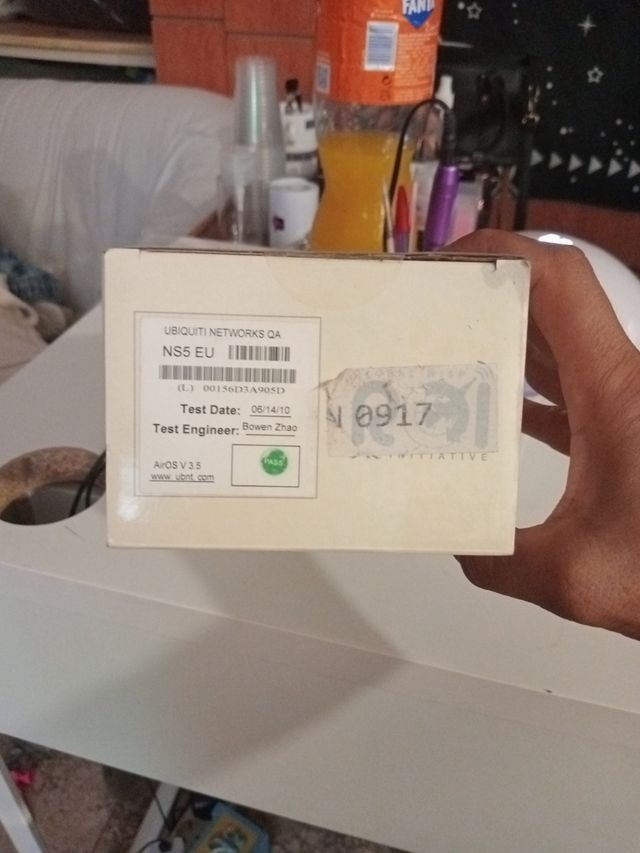 FANTA
UBIQUITI NETWORKS QA
NS5 EU
(L) 00156D3A905D
Test Date: 06/14/10
Test Engineer: Bowen Zhao
PASS
AirOS V 3.5
www.ubnt.com
N 0917
INITIATIVE